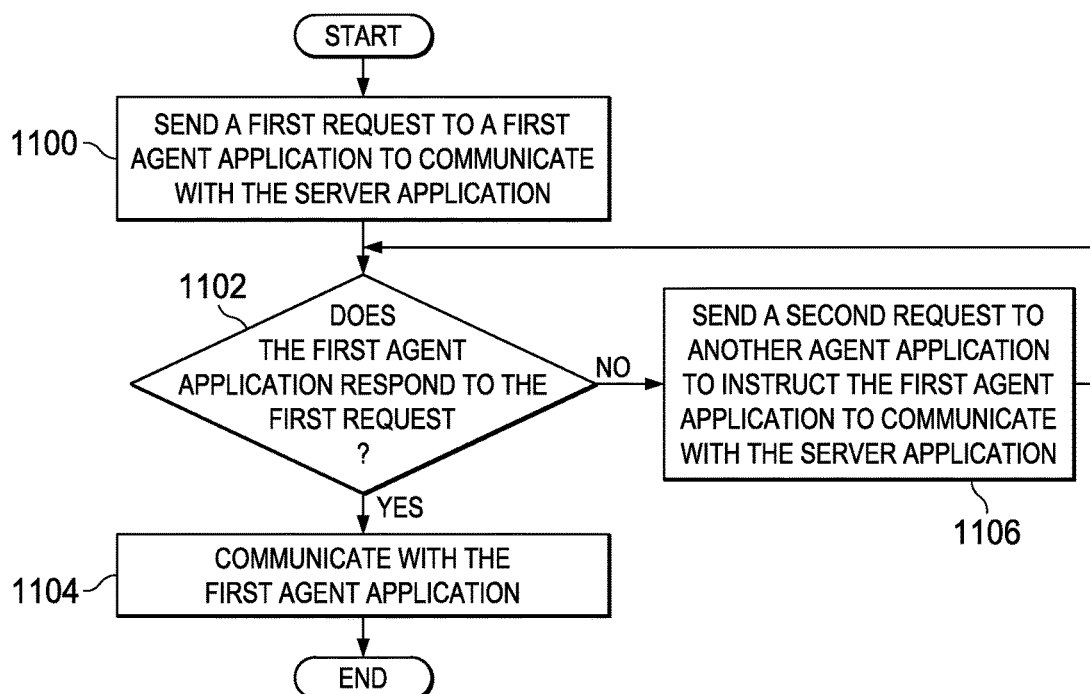 START
1100
SEND A FIRST REQUEST TO A FIRST
AGENT APPLICATION TO COMMUNICATE
WITH THE SERVER APPLICATION
1102
DOES
THE FIRST AGENT
APPLICATION RESPOND TO THE
FIRST REQUEST
?
NO
SEND A SECOND REQUEST TO
ANOTHER AGENT APPLICATION
TO INSTRUCT THE FIRST AGENT
APPLICATION TO COMMUNICATE
WITH THE SERVER APPLICATION
1106
YES
1104
COMMUNICATE WITH THE
FIRST AGENT APPLICATION
END